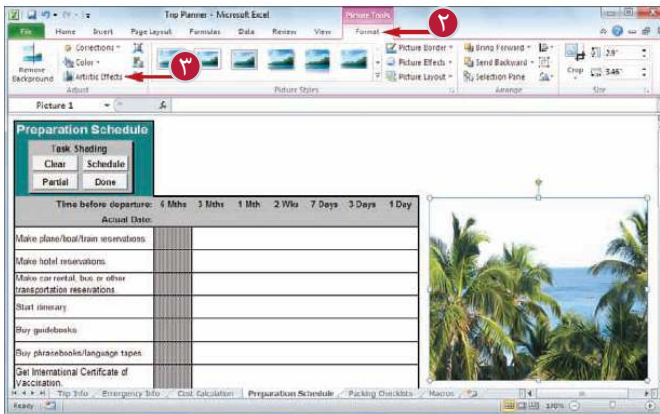 Trip Planner - Microsoft Excel
Picture Tools
File Home Insert Page Layout Formulas Data Review View Format
۲
Remove Background
Corrections
Color
Artistic Effects
۳
Adjust
Picture Styles
Picture Border
Picture Effects
Picture Layout
Bring Forward
Send Backward
Selection Pane
Arrange
Crop
2.8"
3.46"
Size
Picture 1
fx
Preparation Schedule
Task Shading
Clear Schedule
Partial Done
Time before departure: 6 Mths 3 Mths 1 Mth 2 Wks 7 Days 3 Days 1 Day
Actual Date:
Make plane/boat/train reservations.
Make hotel reservations.
Make car rental, bus or other
transportation reservations
Start itinerary
Buy guidebooks
Buy phrasebooks/language tapes
Get International Certificate of
Vaccination.
Trip Info Emergency Info Cost Calculation Preparation Schedule Packing Checklists Macros
Ready
120%